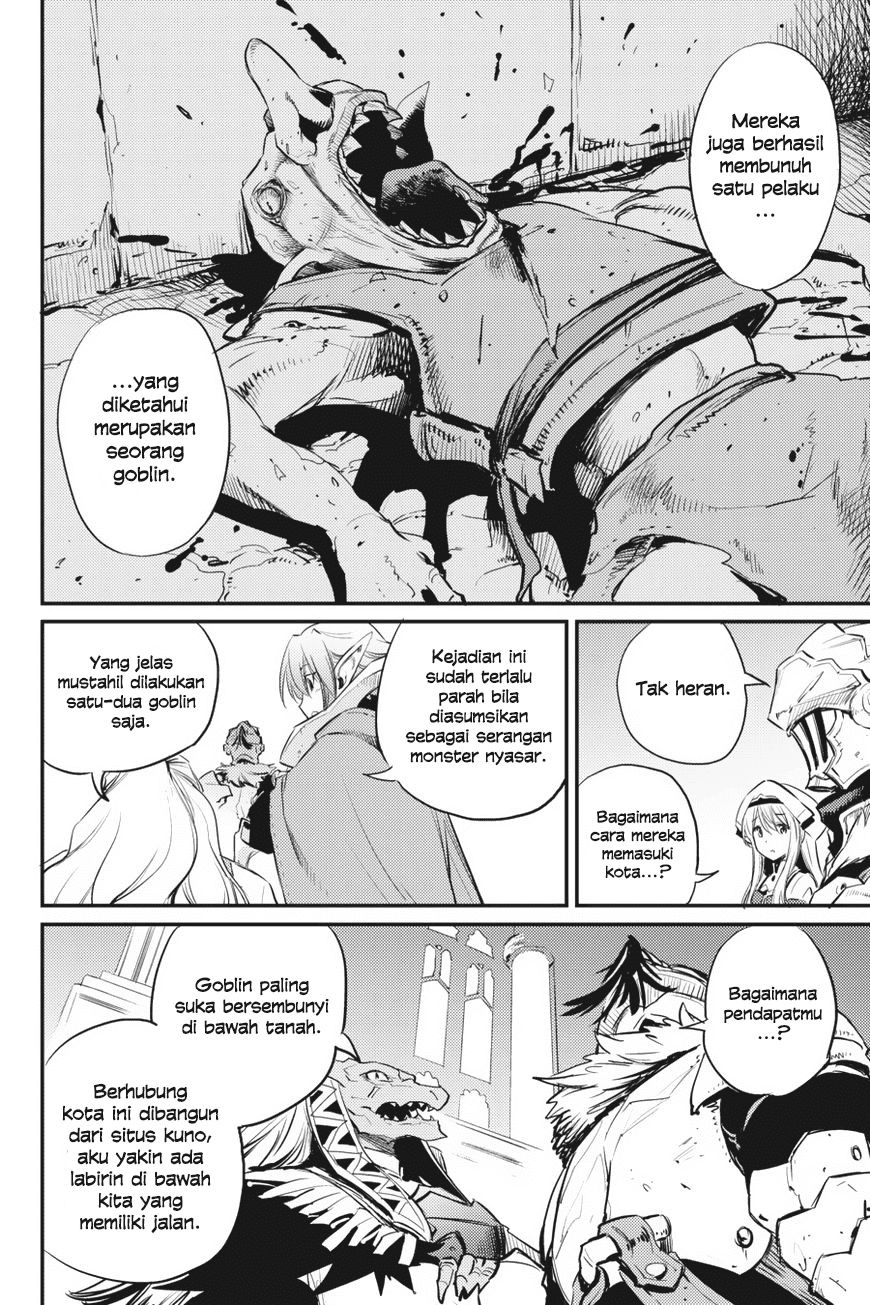 Mereka
juga berhasil
membunuh
satu pelaku
...
...yang
diketahui
merupakan
seorang
goblin.
Tak heran.
Bagaimana
cara mereka
memasuki
kota...?
Kejadian ini
sudah terlalu
parah bila
diasumsikan
sebagai serangan
monster nyasar.
Yang jelas
mustahil dilakukan
satu-dua goblin
saja.
Bagaimana
pendapatmu
...?
Goblin paling
suka bersembunyi
di bawah tanah.
Berhubung
kota ini dibangun
dari situs kuno,
aku yakin ada
labirin di bawah
kita yang
memiliki jalan.